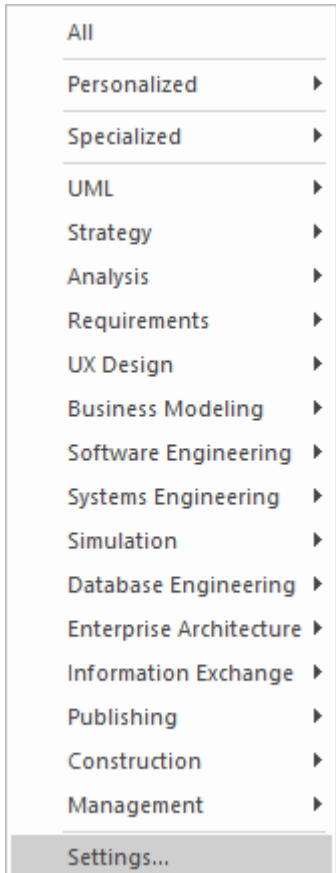 All
Personalized
Specialized
UML
Strategy
Analysis
Requirements
UX Design
Business Modeling
Software Engineering
Systems Engineering
Simulation
Database Engineering
Enterprise Architecture
Information Exchange
Publishing
Construction
Management
Settings...